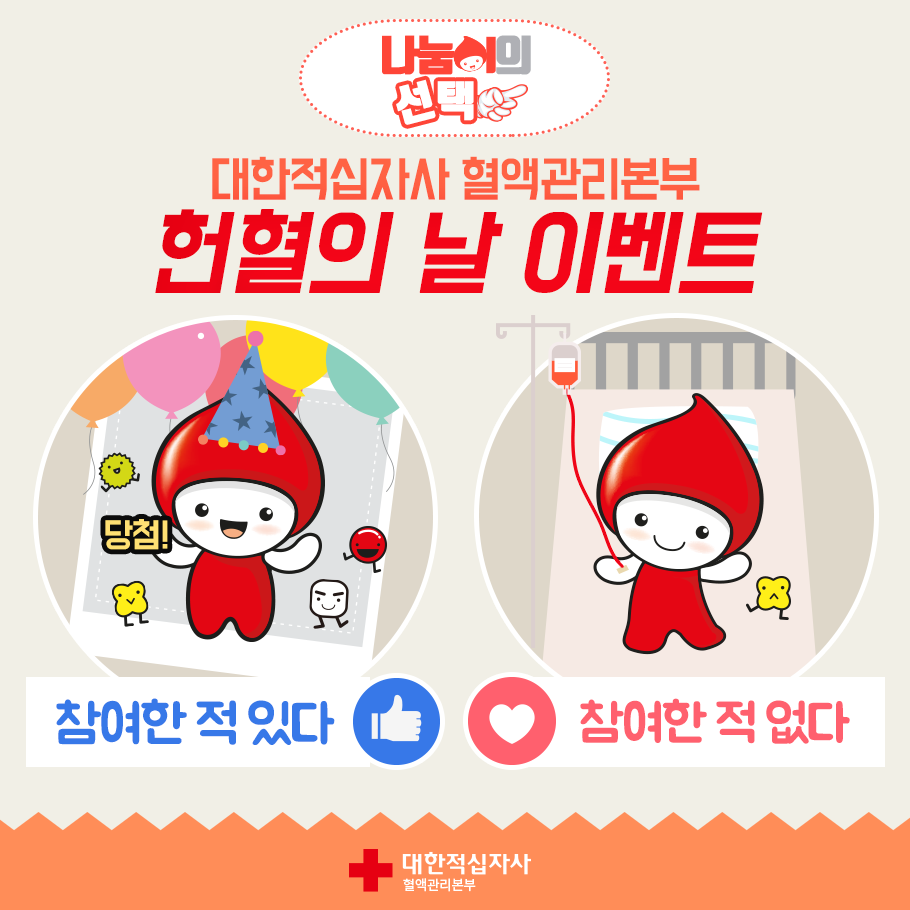 나눔이의
선택
대한적십자사 혈액관리본부
헌혈의 날 이벤트
당첨!
참여한 적 있다
참여한 적 없다
대한적십자사
혈액관리본부